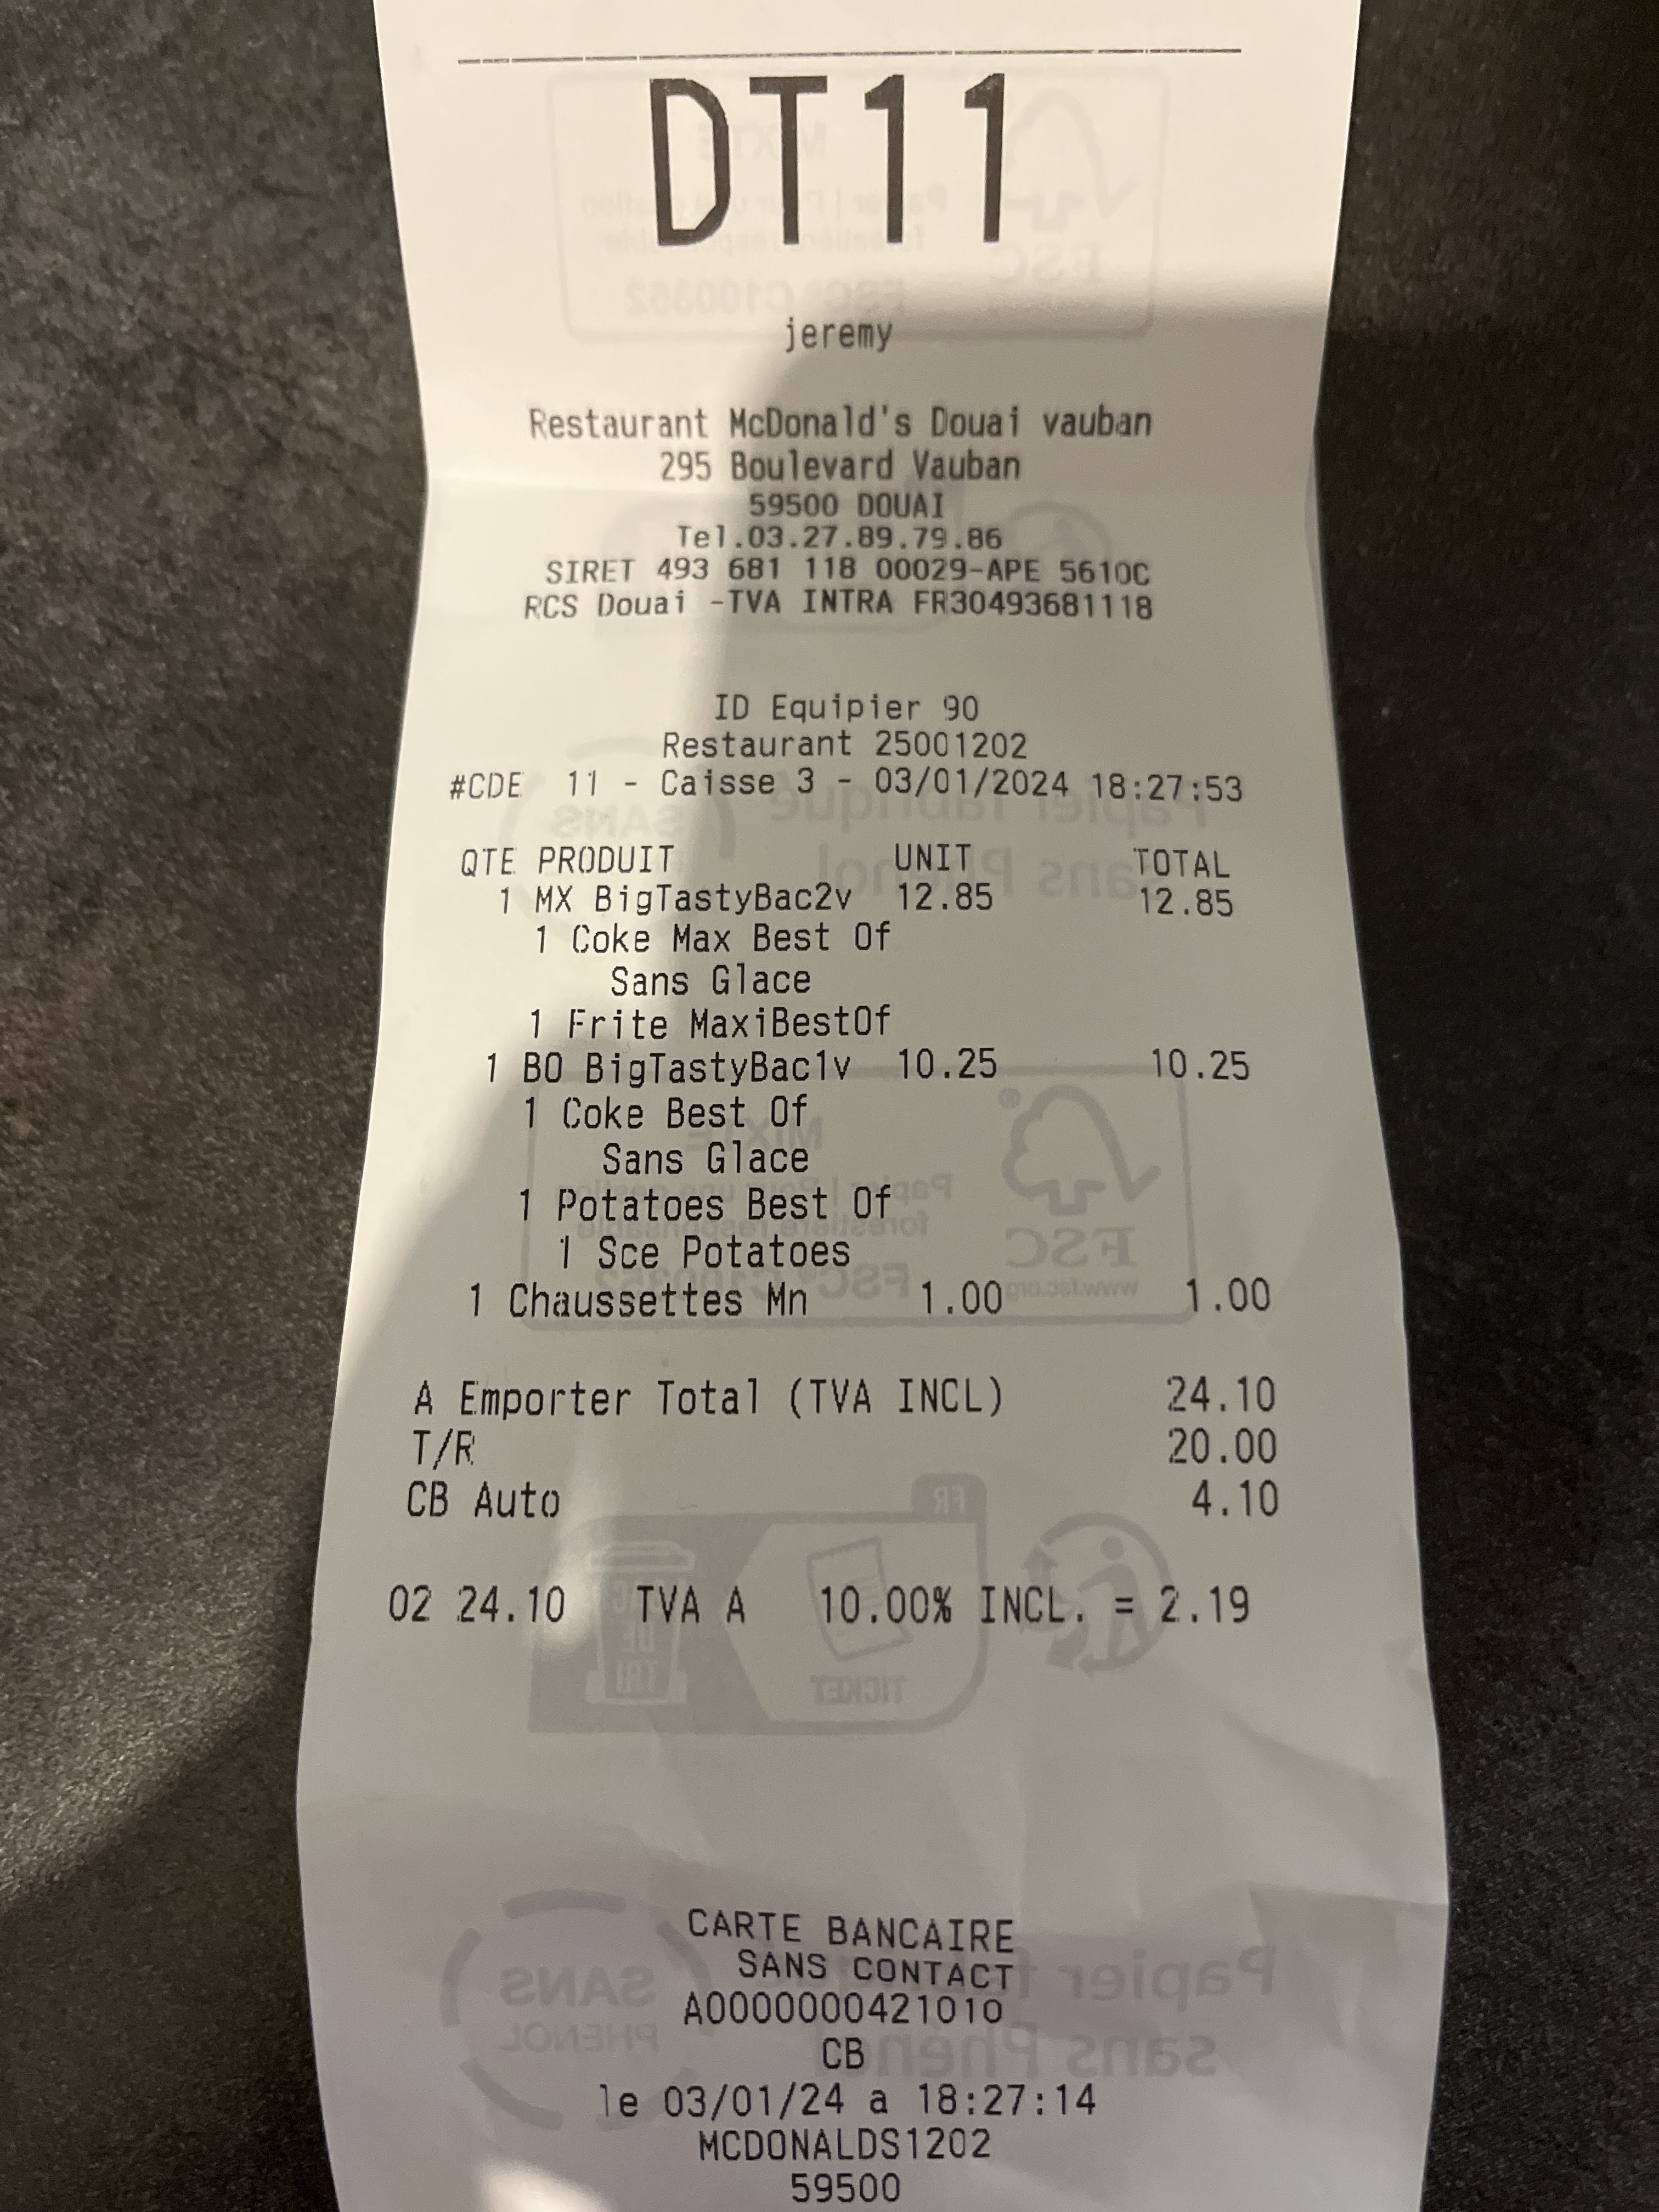 DT11
jeremy
Restaurant McDonald's Douai vauban
295 Boulevard Vauban
59500 DOUAI
Tel.03.27.89.79.86
SIRET 493 681 118 00029-APE 5610C
RCS Douai -TVA INTRA FR30493681118
ID Equipier 90
Restaurant 25001202
#CDE 11 - Caisse 3 - 03/01/2024 18:27:53
QTE PRODUIT UNIT TOTAL
1 MX BigTastyBac2v 12.85 12.85
1 Coke Max Best Of
Sans Glace
1 Frite MaxiBestOf
1 BO BigTastyBac1v 10.25 10.25
1 Coke Best Of
Sans Glace
1 Potatoes Best Of
1 Sce Potatoes
1 Chaussettes Mn 1.00 1.00
A Emporter Total (TVA INCL) 24.10
T/R 20.00
CB Auto 4.10
02 24.10 TVA A 10.00% INCL. = 2.19
CARTE BANCAIRE
SANS CONTACT
A0000000421010
CB
le 03/01/24 a 18:27:14
MCDONALDS1202
59500